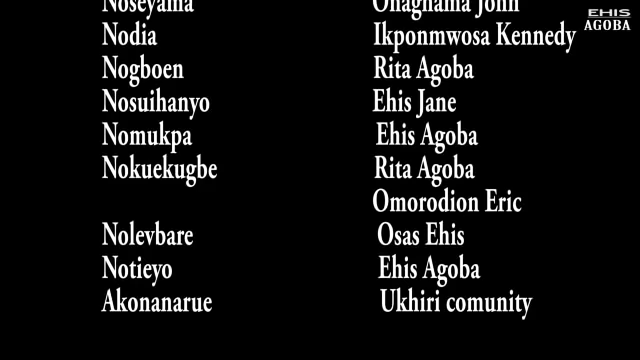 Noseyama Onaghama John
Nodia Ikponmwosa Kennedy
Nogboen Rita Agoba
Nosuihanyo Ehis Jane
Nomukpa Ehis Agoba
Nokuekugbe Rita Agoba
Omorodion Eric
Nolevbare Osas Ehis
Notieyo Ehis Agoba
Akonanarue Ukhiri comunity
EHIS
AGOBA